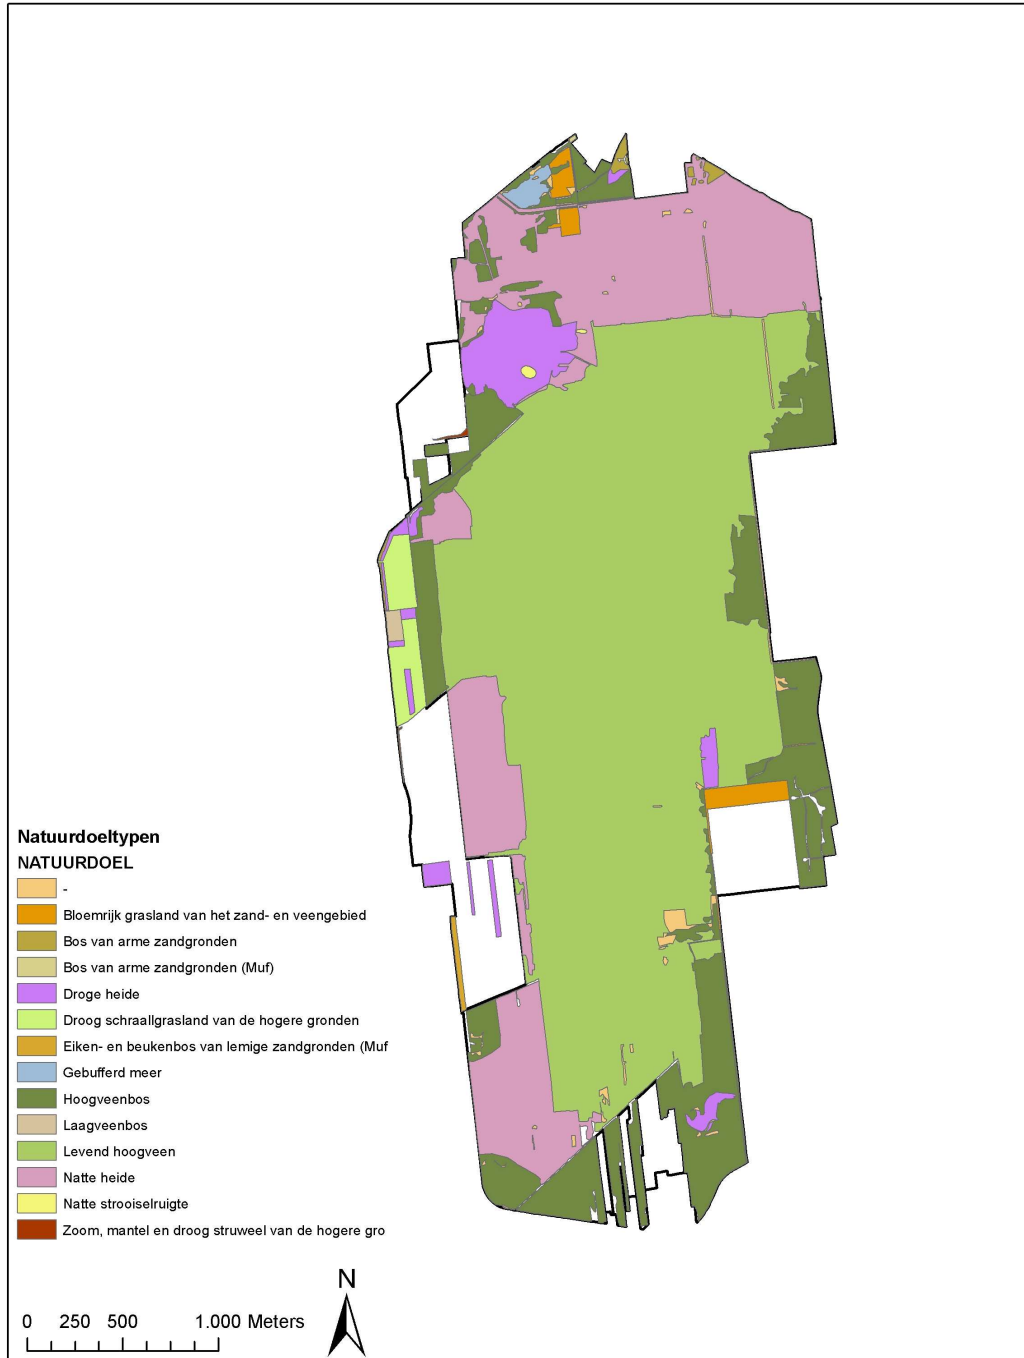 Natuurdoeltypen
NATUURDOEL
-
Bloemrijk grasland van het zand- en veengebied
Bos van arme zandgronden
Bos van arme zandgronden (Muf)
Droge heide
Droog schraallgrasland van de hogere gronden
Eiken- en beukenbos van lemige zandgronden (Muf
Gebufferd meer
Hoogveenbos
Laagveenbos
Levend hoogveen
Natte heide
Natte strooiselruigte
Zoom, mantel en droog struweel van de hogere gro
N
0 250 500 1.000 Meters